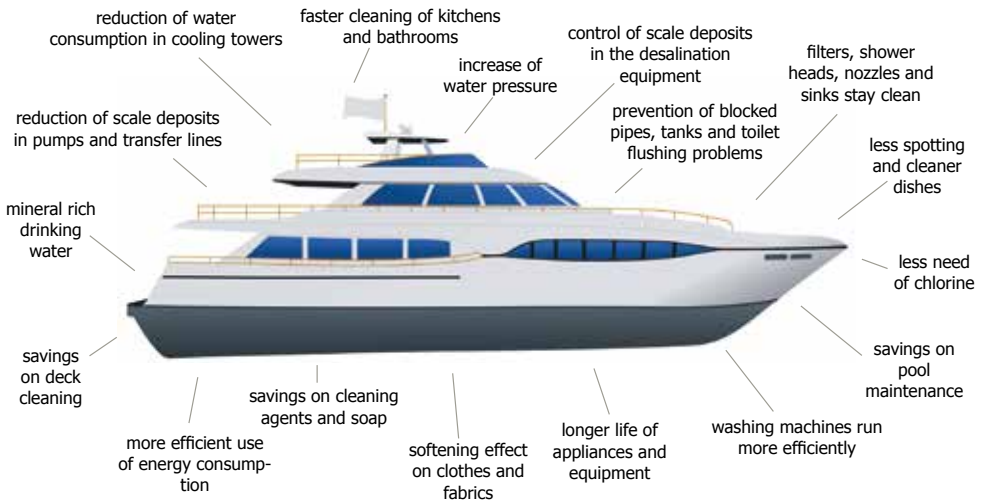 reduction of water
consumption in cooling towers
faster cleaning of kitchens
and bathrooms
increase of
water pressure
control of scale deposits
in the desalination
equipment
filters, shower
heads, nozzles and
sinks stay clean
reduction of scale deposits
in pumps and transfer lines
prevention of blocked
pipes, tanks and toilet
flushing problems
less spotting
and cleaner
dishes
mineral rich
drinking
water
less need
of chlorine
savings
on deck
cleaning
savings on
pool
maintenance
more efficient use
of energy consump-
tion
savings on cleaning
agents and soap
softening effect
on clothes and
fabrics
longer life of
appliances and
equipment
washing machines run
more efficiently